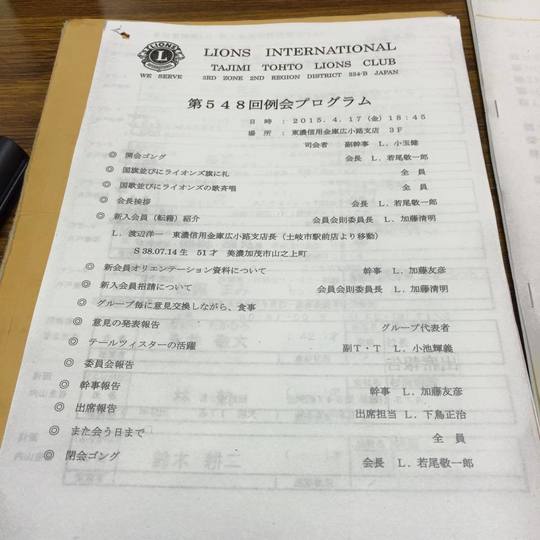 LIONS INTERNATIONAL
TAJIMI TOHTO LIONS CLUB
3RD ZONE 2ND REGION DISTRICT 334-B JAPAN
LIONS
L
INTERNATIONAL
WE SERVE
第548回例会プログラム
日 時 : 2015. 4. 17 (金) 18:45
場 所 : 東濃信用金庫広小路支店 3F
司会者 副幹事 L. 小玉健
◎ 開会ゴング 会長 L. 若尾敬一郎
◎ 国旗並びにライオンズ旗に礼 全 員
◎ 国歌並びにライオンズの歌斉唱 全 員
◎ 会長挨拶 会長 L. 若尾敬一郎
◎ 新入会員(転籍)紹介 会員会則委員長 L. 加藤清明
L. 渡辺洋一 東濃信用金庫広小路支店長(土岐市駅前店より移動)
S38.07.14生 51才 美濃加茂市山之上町
◎ 新会員オリエンテーション資料について 幹事 L. 加藤友彦
◎ 新入会員招請について 会員会則委員長 L. 加藤清明
◎ グループ毎に意見交換しながら、食事
◎ 意見の発表報告 グループ代表者
◎ テールツィスターの活躍 副T・T L. 小池輝義
◎ 委員会報告
◎ 幹事報告 幹事 L. 加藤友彦
◎ 出席報告 出席担当 L. 下鳥正治
◎ また会う日まで 全 員
◎ 閉会ゴング 会長 L. 若尾敬一郎